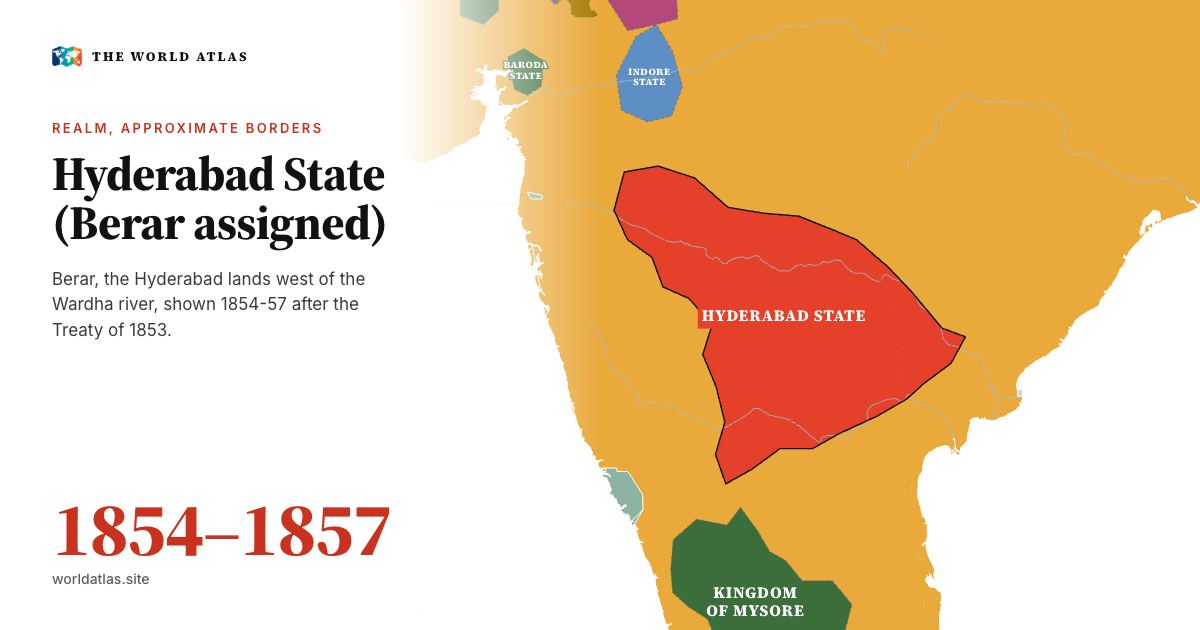 THE WORLD ATLAS
REALM, APPROXIMATE BORDERS
Hyderabad State
(Berar assigned)
Berar, the Hyderabad lands west of the
Wardha river, shown 1854-57 after the
Treaty of 1853.
1854–1857
worldatlas.site
BARODA
STATE
INDORE
STATE
HYDERABAD STATE
KINGDOM
OF MYSORE